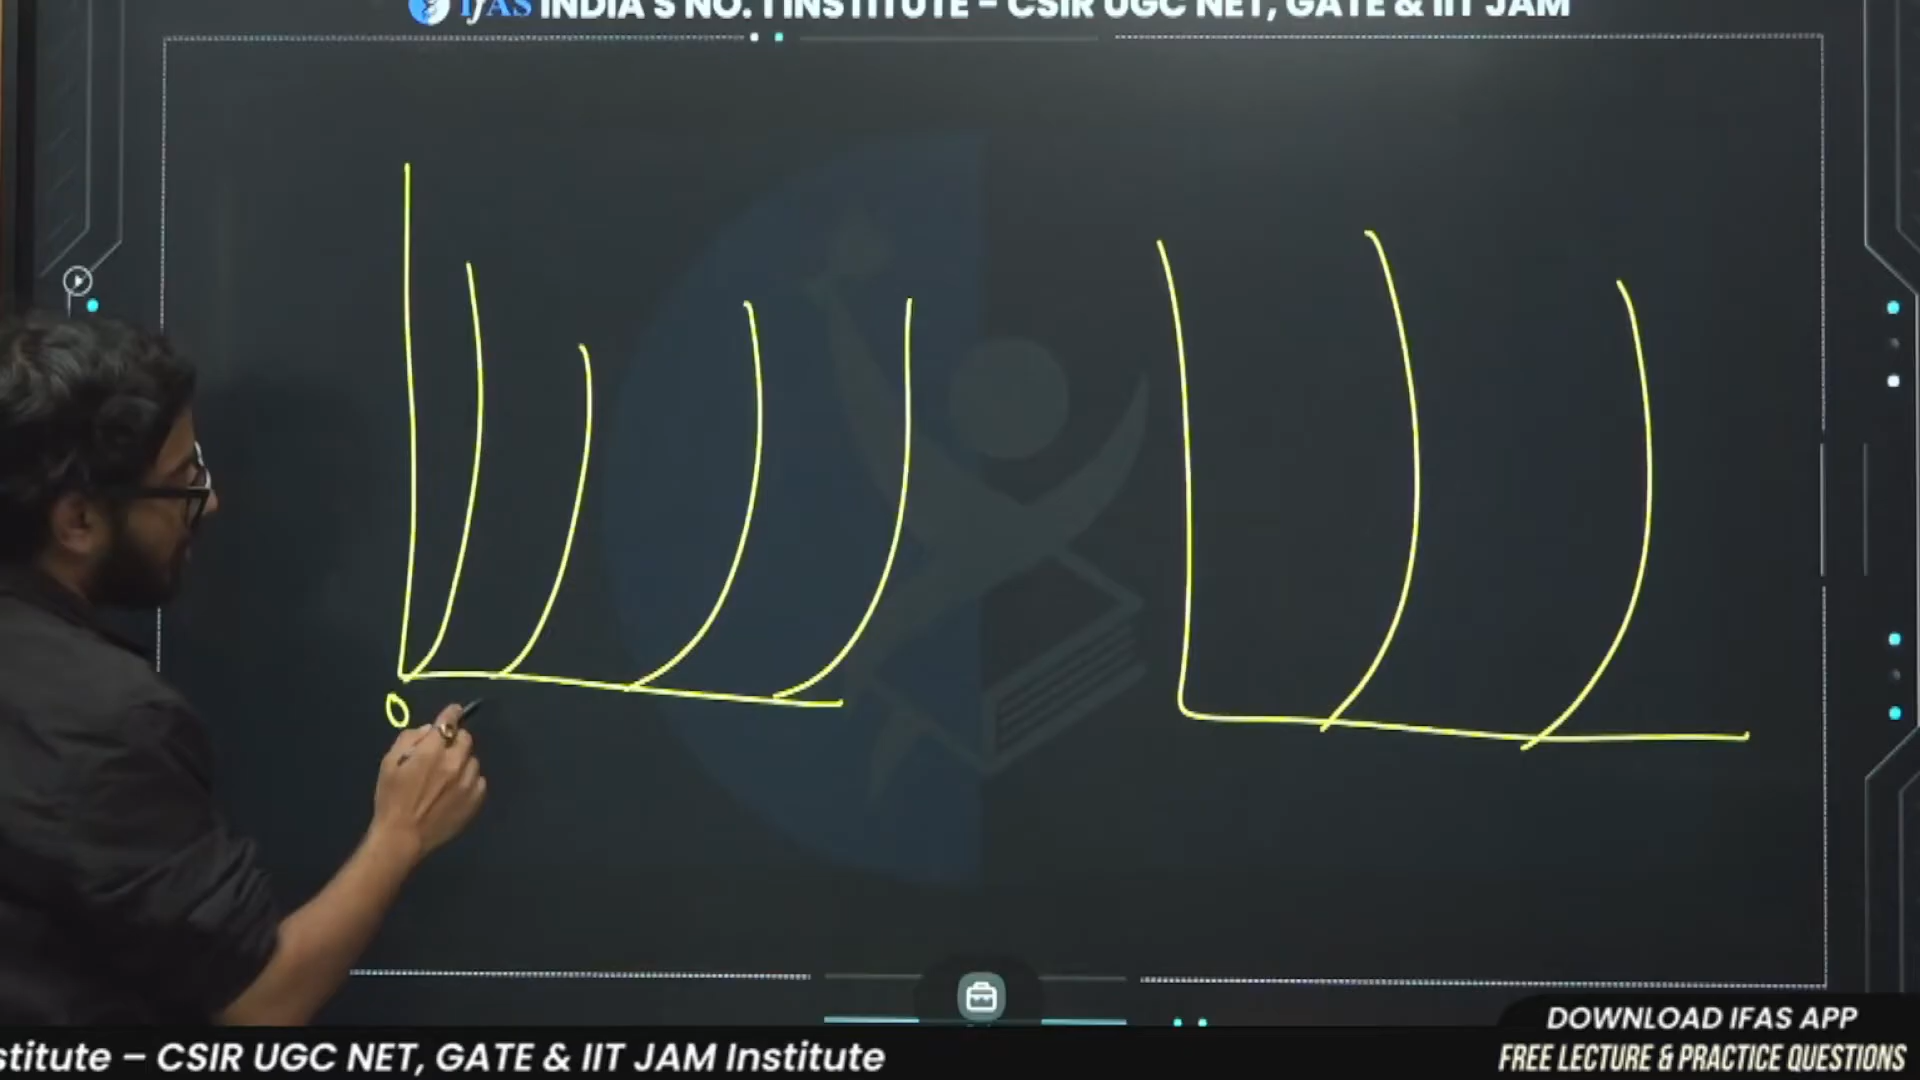 IfAS INDIA'S NO. 1 INSTITUTE – CSIR UGC NET, GATE & IIT JAM
0
DOWNLOAD IFAS APP
stitute – CSIR UGC NET, GATE & IIT JAM Institute
FREE LECTURE & PRACTICE QUESTIONS